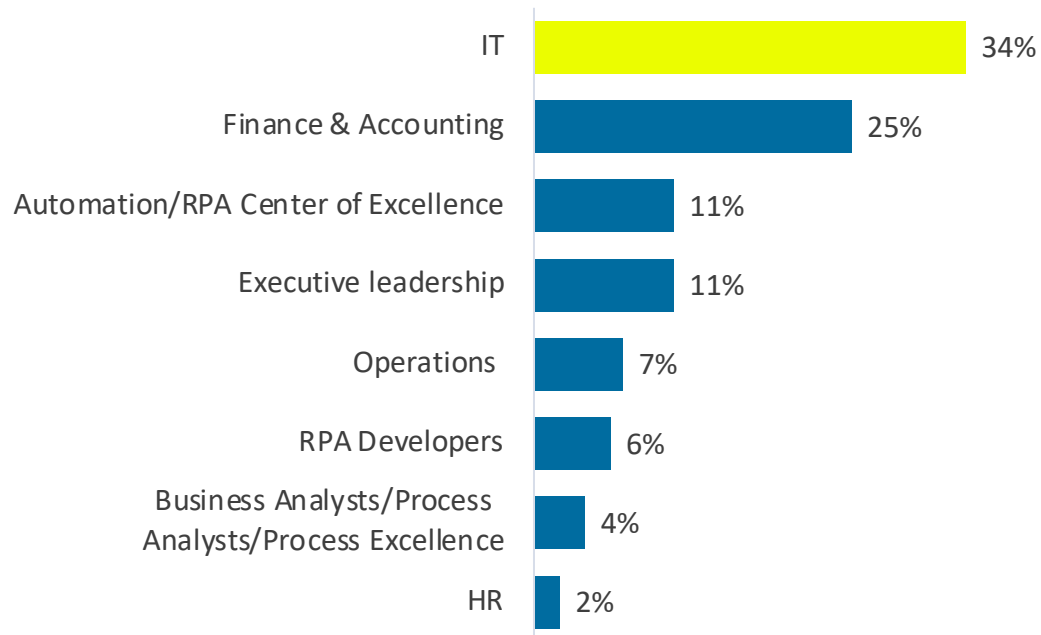 IT 34%
Finance & Accounting 25%
Automation/RPA Center of Excellence 11%
Executive leadership 11%
Operations 7%
RPA Developers 6%
Business Analysts/Process
Analysts/Process Excellence 4%
HR 2%